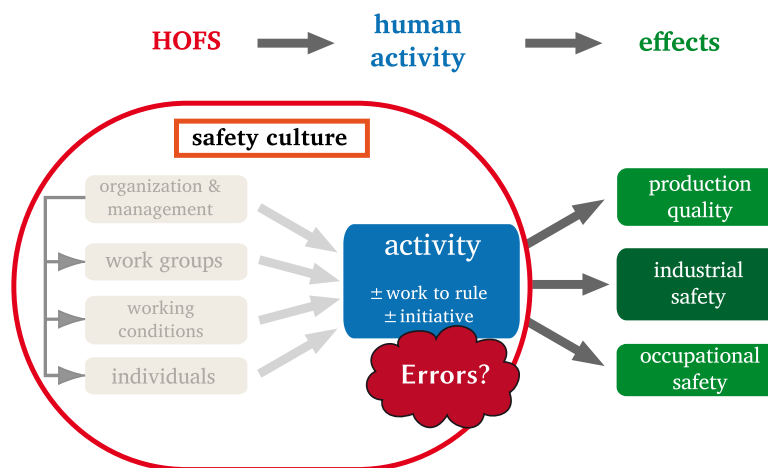 HOFS
human
activity
effects
safety culture
organization &
management
work groups
working
conditions
individuals
activity
± work to rule
± initiative
Errors?
production
quality
industrial
safety
occupational
safety